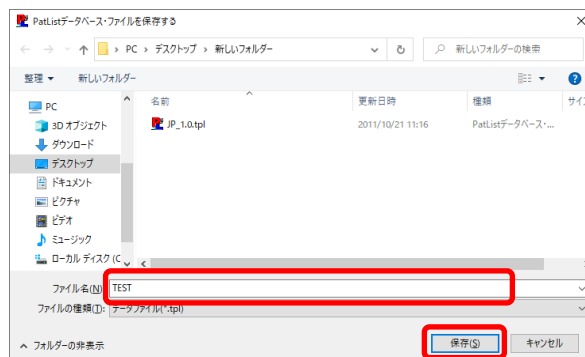 PatListデータベース・ファイルを保存する
PC › デスクトップ › 新しいフォルダー
新しいフォルダーの検索
整理 新しいフォルダー
名前 更新日時 種類 サイズ
JP_1.0.tpl 2011/10/21 11:16 PatListデータベース・...
PC
3D オブジェクト
ダウンロード
デスクトップ
ドキュメント
ピクチャ
ビデオ
ミュージック
ローカル ディスク (C
ファイル名(N): TEST
ファイルの種類(T): データファイル(*.tpl)
フォルダーの非表示
保存(S) キャンセル